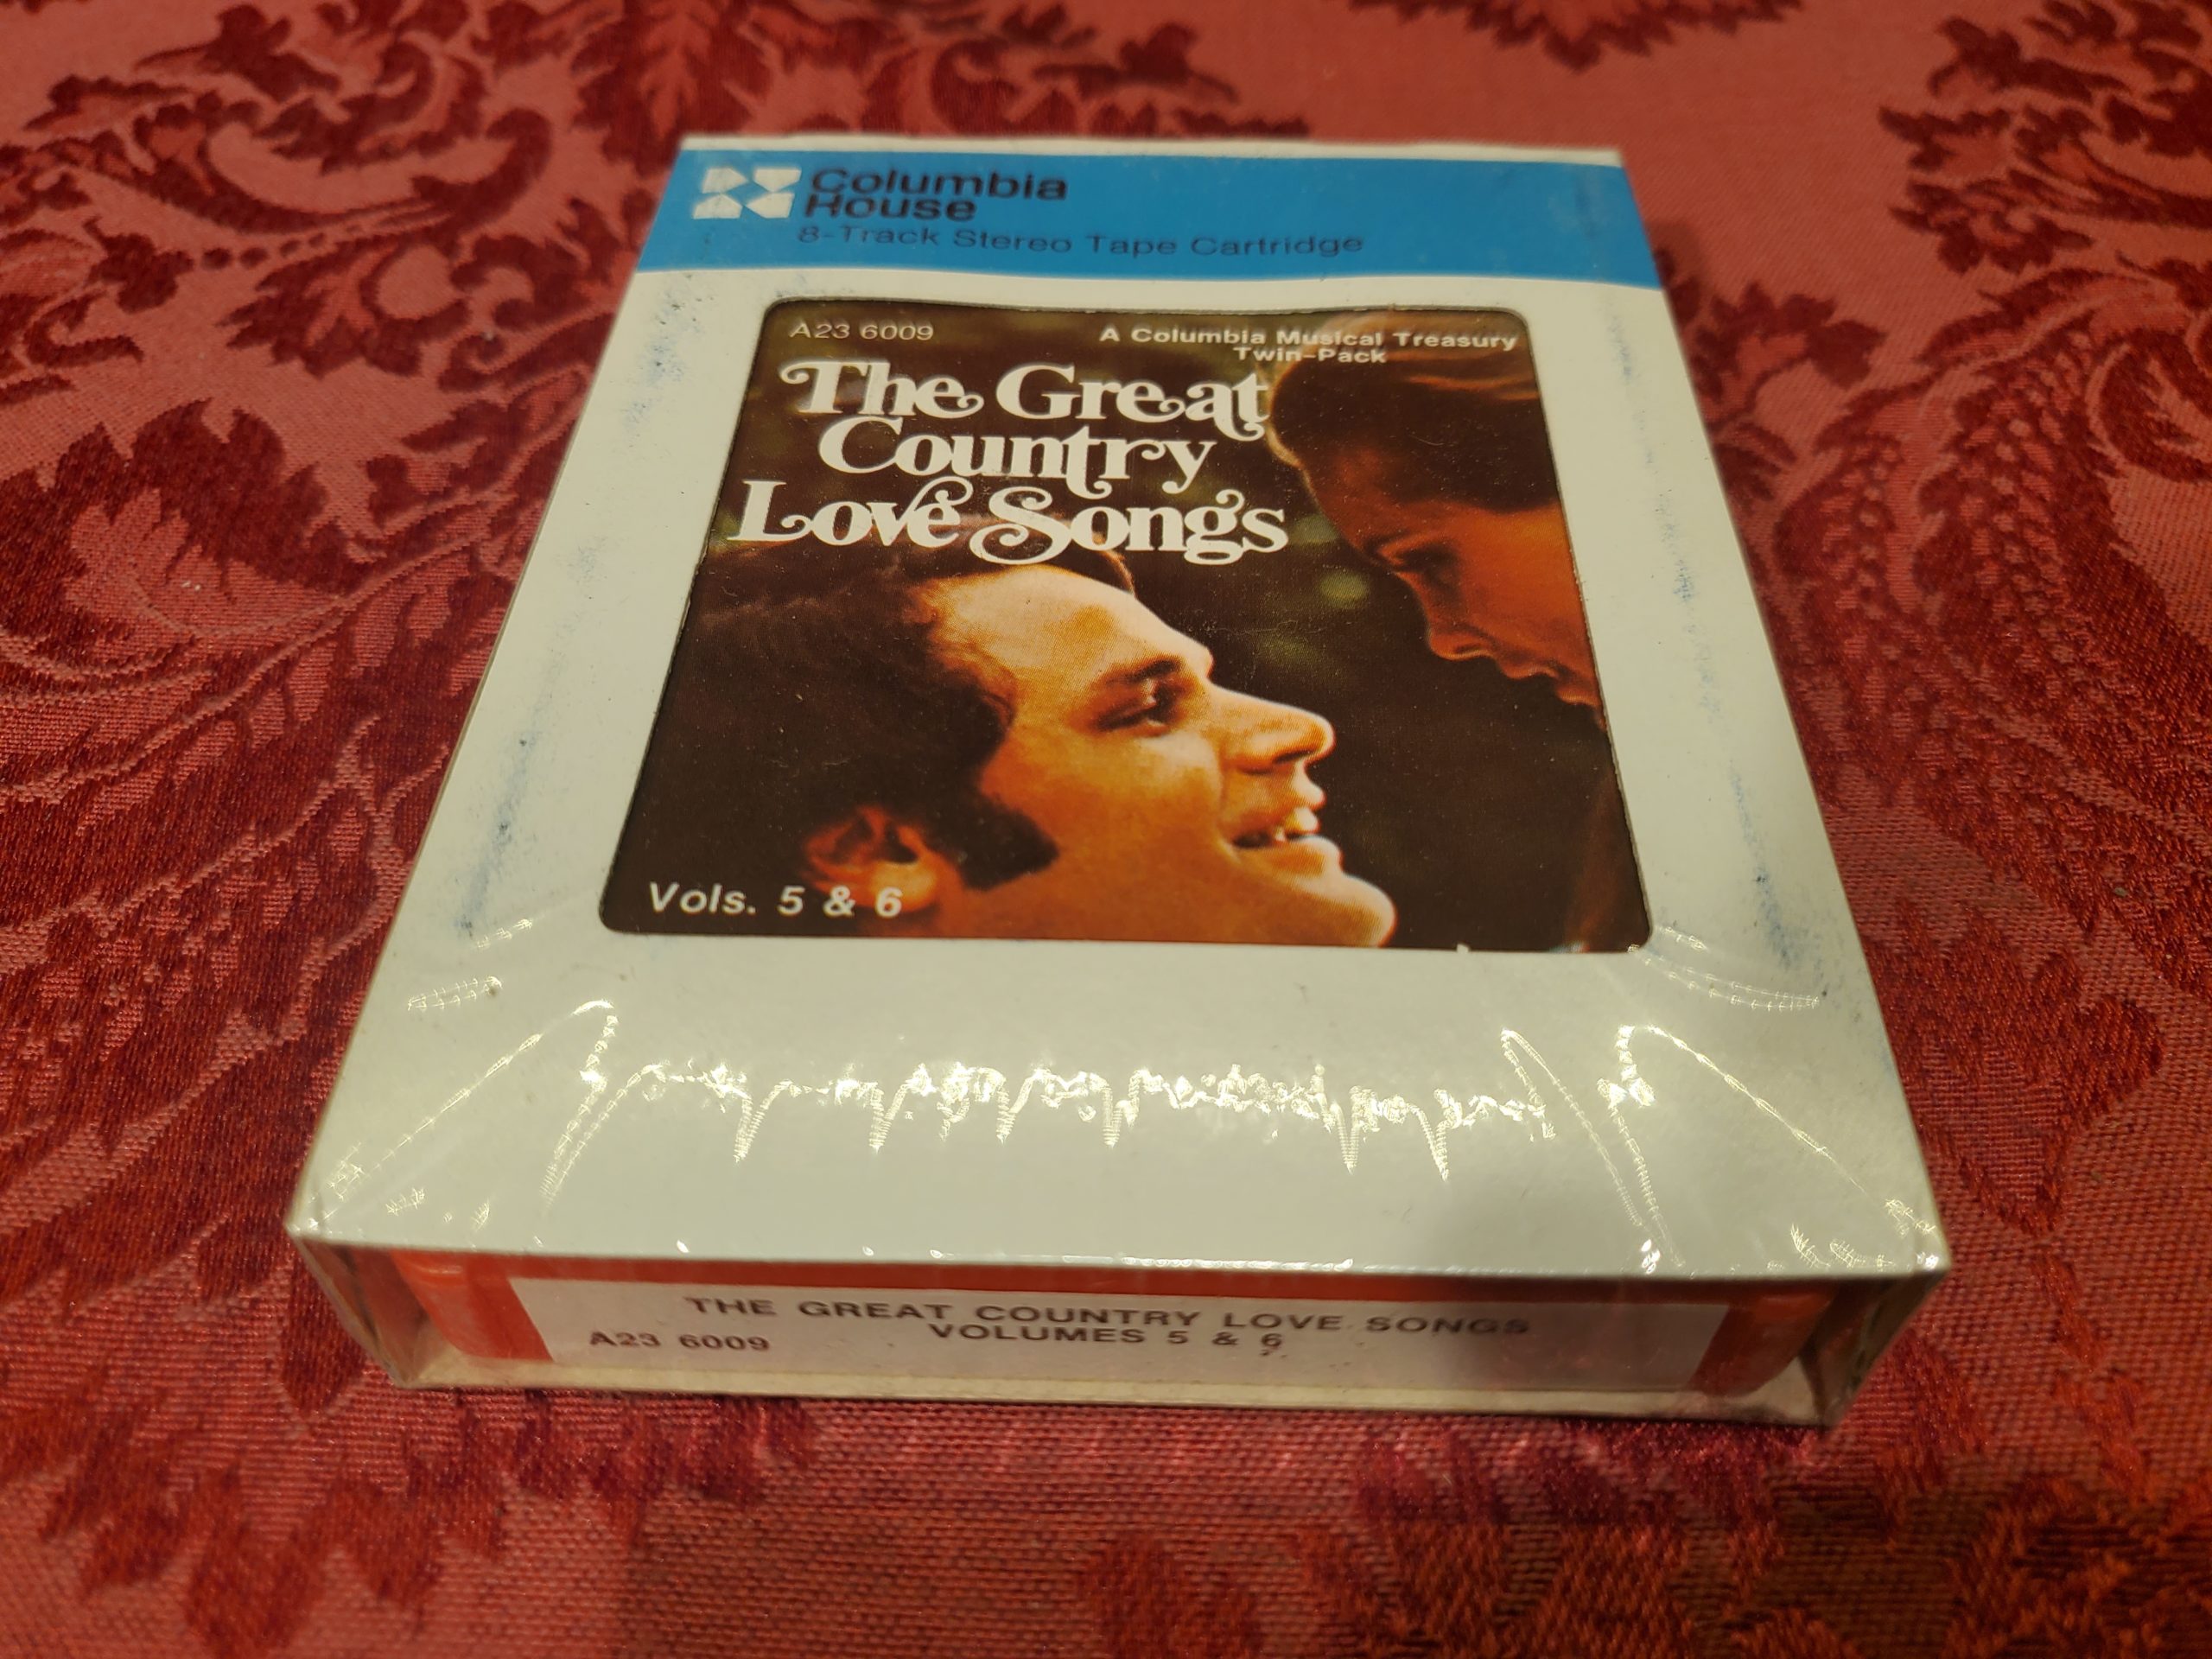 Columbia
House
8-Track Stereo Tape Cartridge
A23 6009
A Columbia Musical Treasury
Twin-Pack
The Great
Country
Love Songs
Vols. 5 & 6
THE GREAT COUNTRY LOVE SONGS
A23 6009 VOLUMES 5 & 6